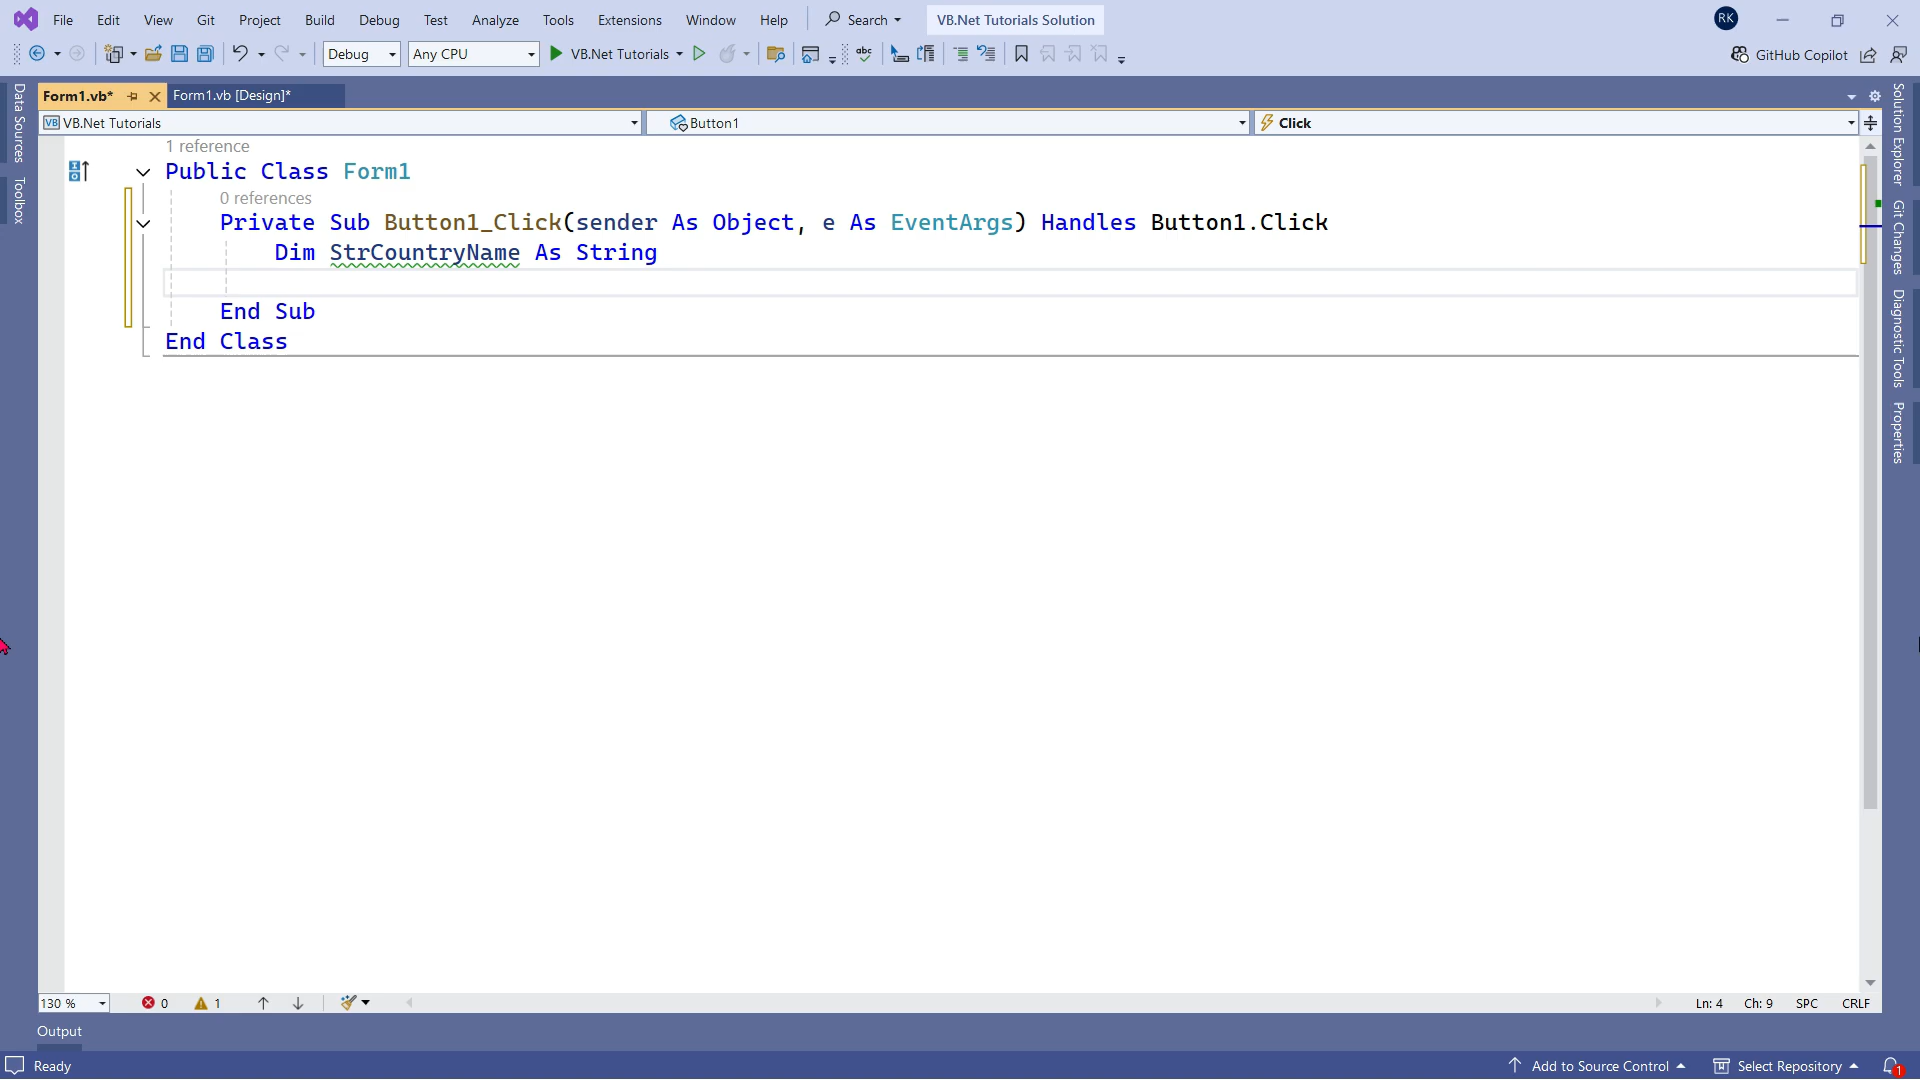 File Edit View Git Project Build Debug Test Analyze Tools Extensions Window Help Search VB.Net Tutorials Solution RK
Debug Any CPU VB.Net Tutorials abc GitHub Copilot
Form1.vb* Form1.vb [Design]*
VB VB.Net Tutorials Button1 Click
1 reference
Public Class Form1
0 references
Private Sub Button1_Click(sender As Object, e As EventArgs) Handles Button1.Click
Dim StrCountryName As String
End Sub
End Class
Data Sources
Toolbox
Solution Explorer
Git Changes
Diagnostic Tools
Properties
130 % 0 1 Ln: 4 Ch: 9 SPC CRLF
Output
Ready Add to Source Control Select Repository 1